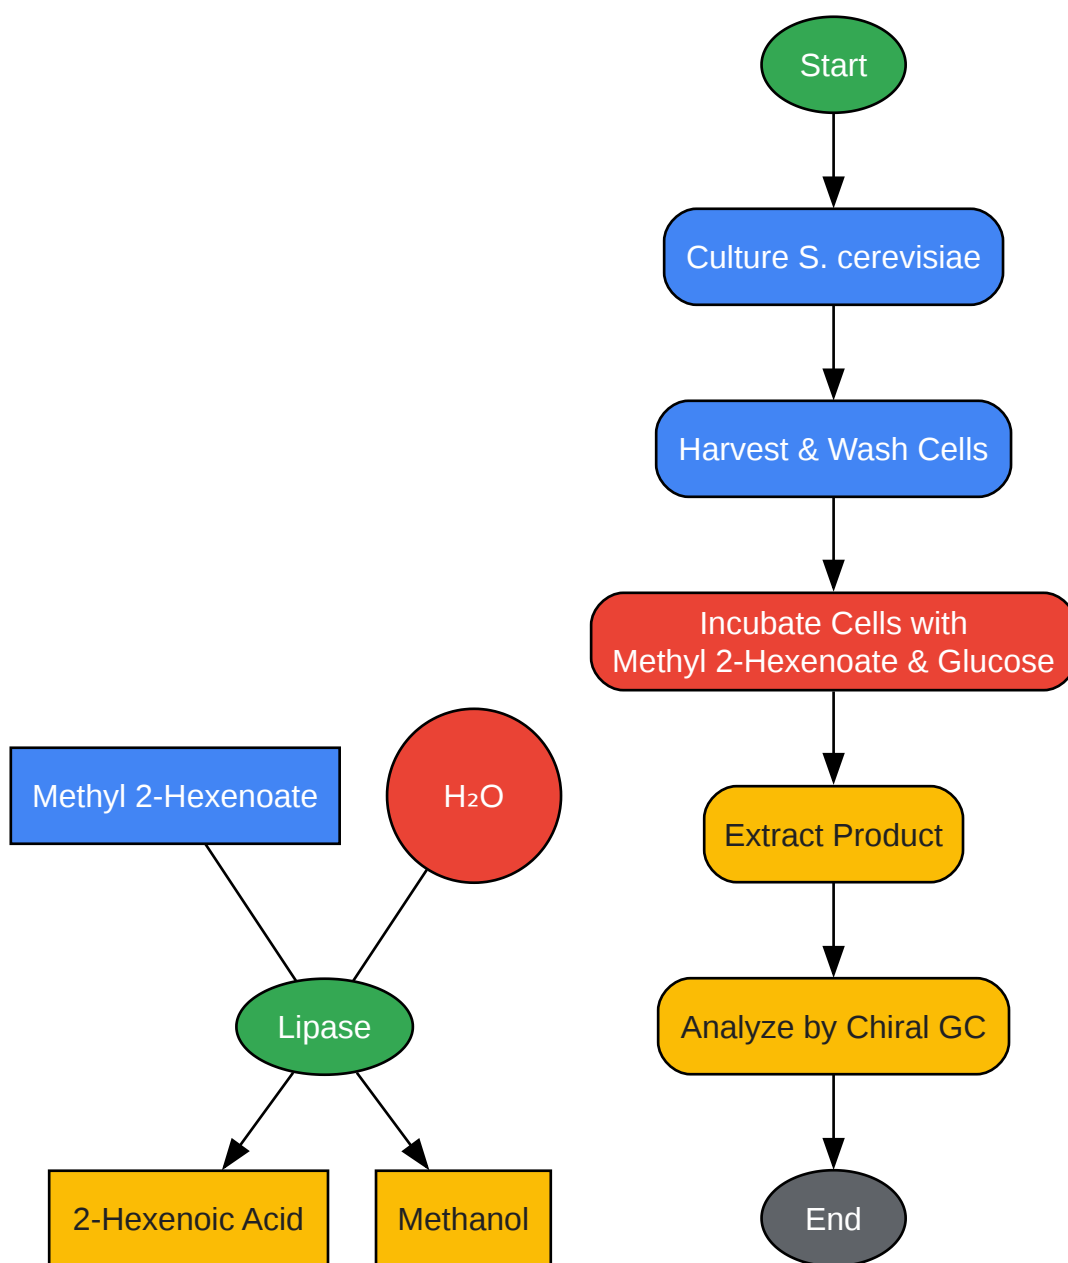 Start
Culture S. cerevisiae
Harvest & Wash Cells
Incubate Cells with
Methyl 2-Hexenoate & Glucose
Extract Product
Analyze by Chiral GC
End
Methyl 2-Hexenoate
H₂O
Lipase
2-Hexenoic Acid
Methanol